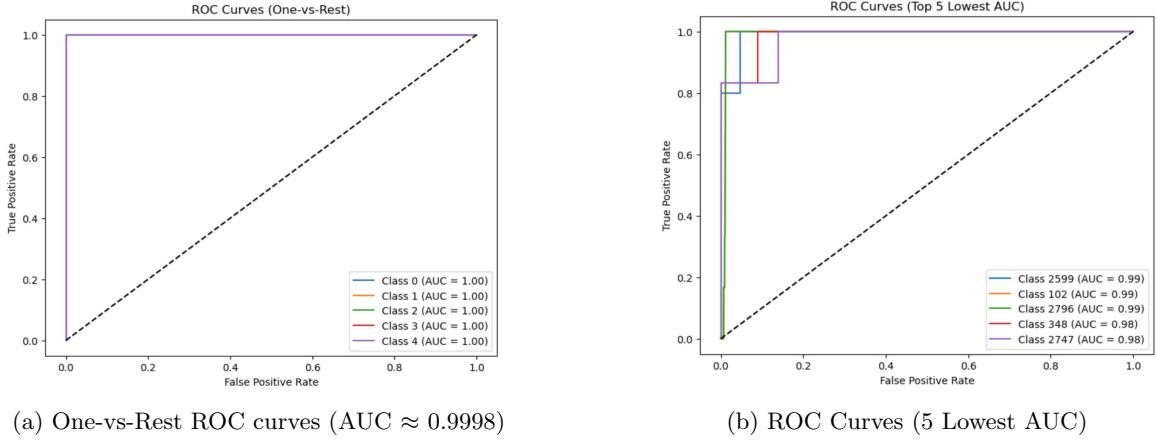 ROC Curves (One-vs-Rest)
True Positive Rate
1.0
0.8
0.6
0.4
0.2
0.0
Class 0 (AUC = 1.00)
Class 1 (AUC = 1.00)
Class 2 (AUC = 1.00)
Class 3 (AUC = 1.00)
Class 4 (AUC = 1.00)
0.0 0.2 0.4 0.6 0.8 1.0
False Positive Rate
(a) One-vs-Rest ROC curves (AUC ≈ 0.9998)
ROC Curves (Top 5 Lowest AUC)
True Positive Rate
1.0
0.8
0.6
0.4
0.2
0.0
Class 2599 (AUC = 0.99)
Class 102 (AUC = 0.99)
Class 2796 (AUC = 0.99)
Class 348 (AUC = 0.98)
Class 2747 (AUC = 0.98)
0.0 0.2 0.4 0.6 0.8 1.0
False Positive Rate
(b) ROC Curves (5 Lowest AUC)